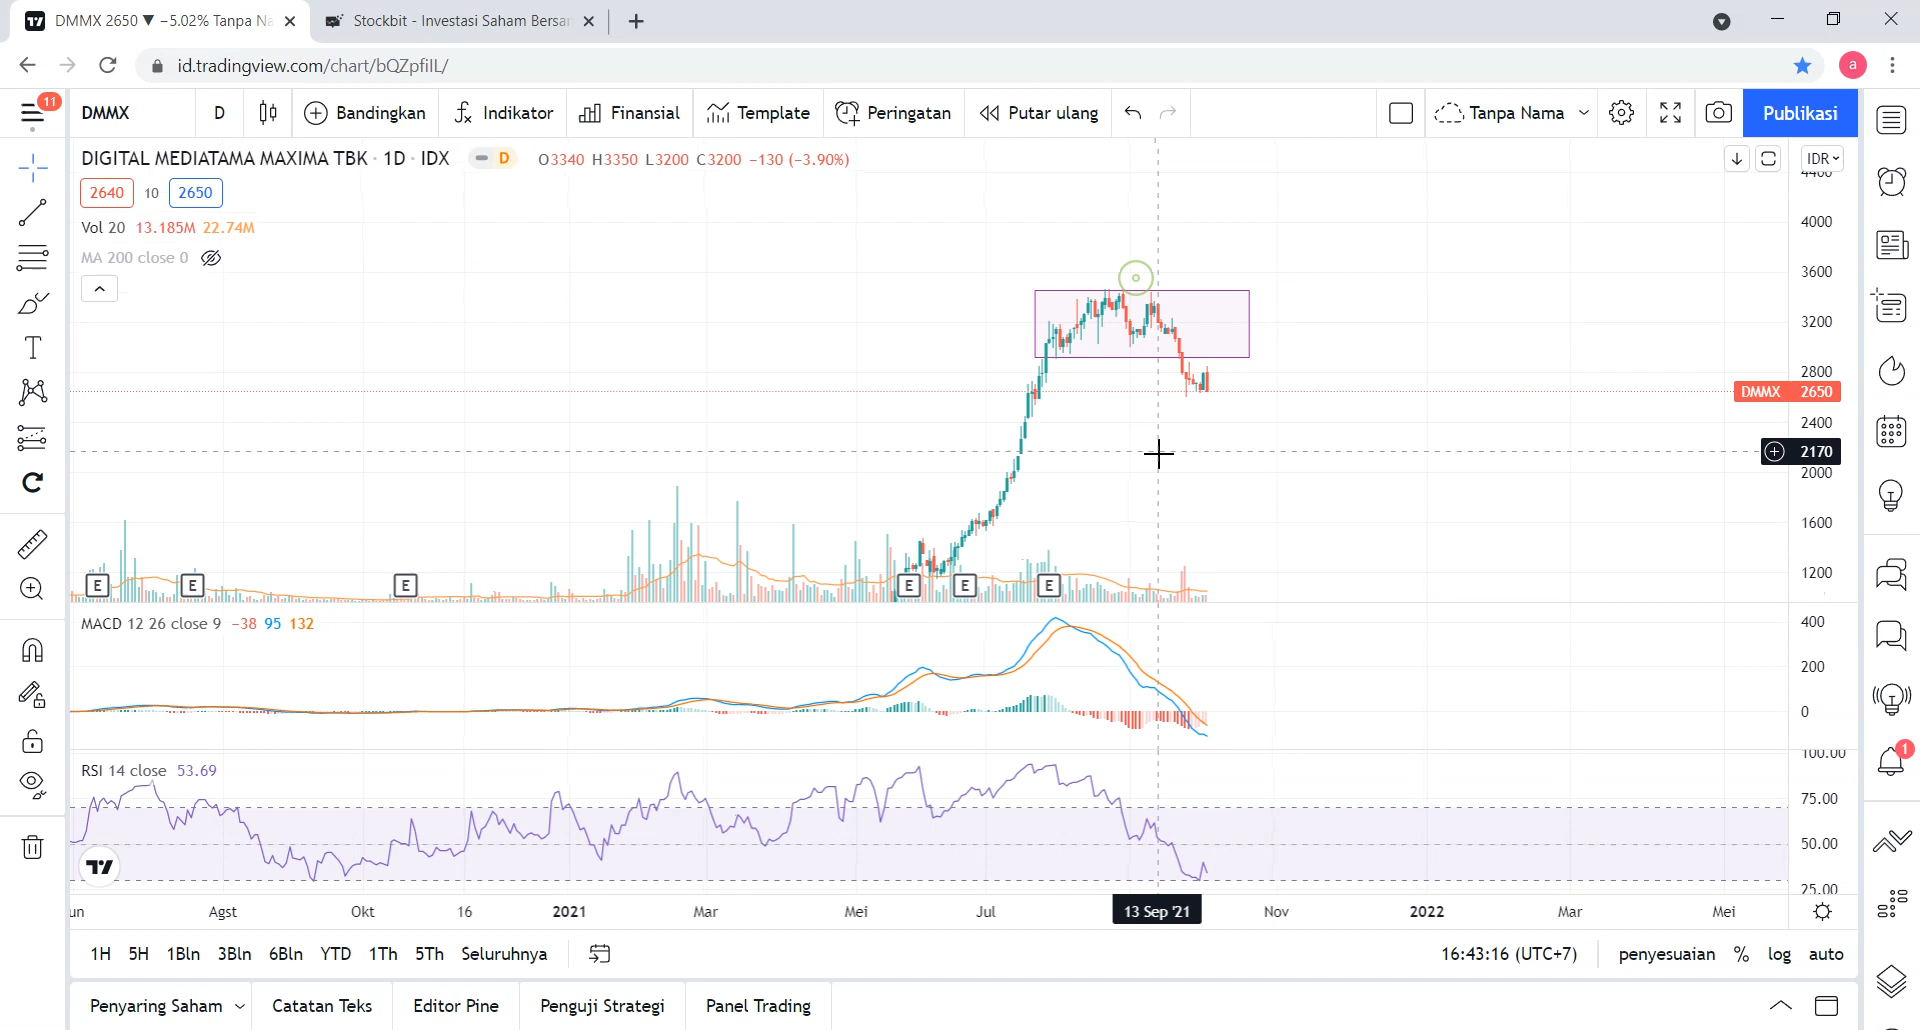 DMMX 2650 ▼ −5.02% Tanpa Na
Stockbit - Investasi Saham Bersa
id.tradingview.com/chart/bQZpfiIL/
a
11
DMMX
D
Bandingkan
Indikator
Finansial
Template
Peringatan
Putar ulang
Tanpa Nama
Publikasi
DIGITAL MEDIATAMA MAXIMA TBK · 1D · IDX
D
O3340 H3350 L3200 C3200 −130 (−3.90%)
IDR
2640 10 2650
Vol 20 13.185M 22.74M
MA 200 close 0
4400
4000
3600
3200
2800
DMMX 2650
2400
2170
2000
1600
1200
E E E E E E
MACD 12 26 close 9 −38 95 132
400
200
0
RSI 14 close 53.69
100.00
75.00
50.00
25.00
un Agst Okt 16 2021 Mar Mei Jul 13 Sep '21 Nov 2022 Mar Mei
1H 5H 1Bln 3Bln 6Bln YTD 1Th 5Th Seluruhnya
16:43:16 (UTC+7) penyesuaian % log auto
Penyaring Saham Catatan Teks Editor Pine Penguji Strategi Panel Trading
1